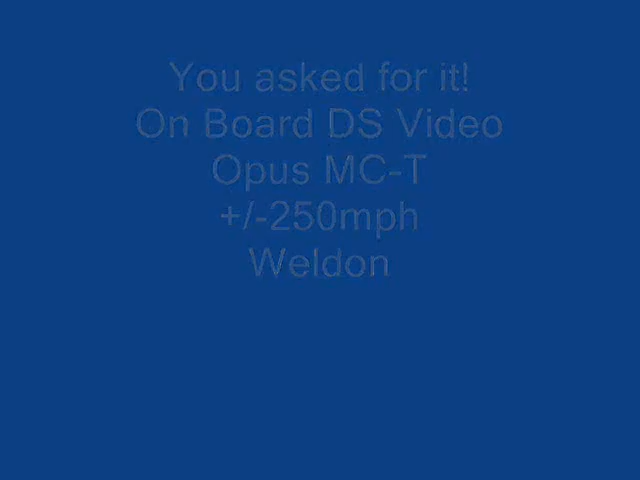 You asked for it!
On Board DS Video
Opus MC-T
+/-250mph
Weldon